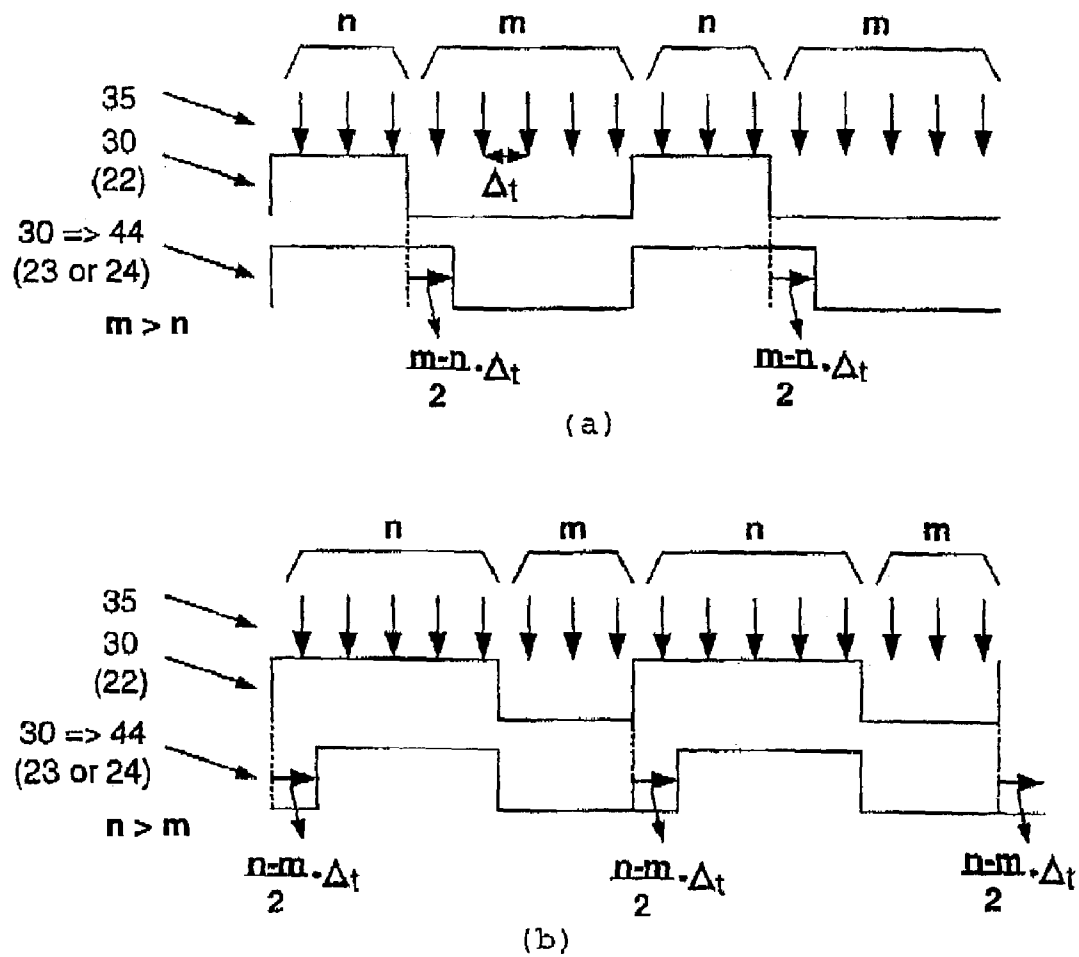 n m n m
35
30
(22)
Δt
30 => 44
(23 or 24)
m > n
m-n/2 · Δt m-n/2 · Δt
(a)
n m n m
35
30
(22)
30 => 44
(23 or 24)
n > m
n-m/2 · Δt n-m/2 · Δt n-m/2 · Δt
(b)